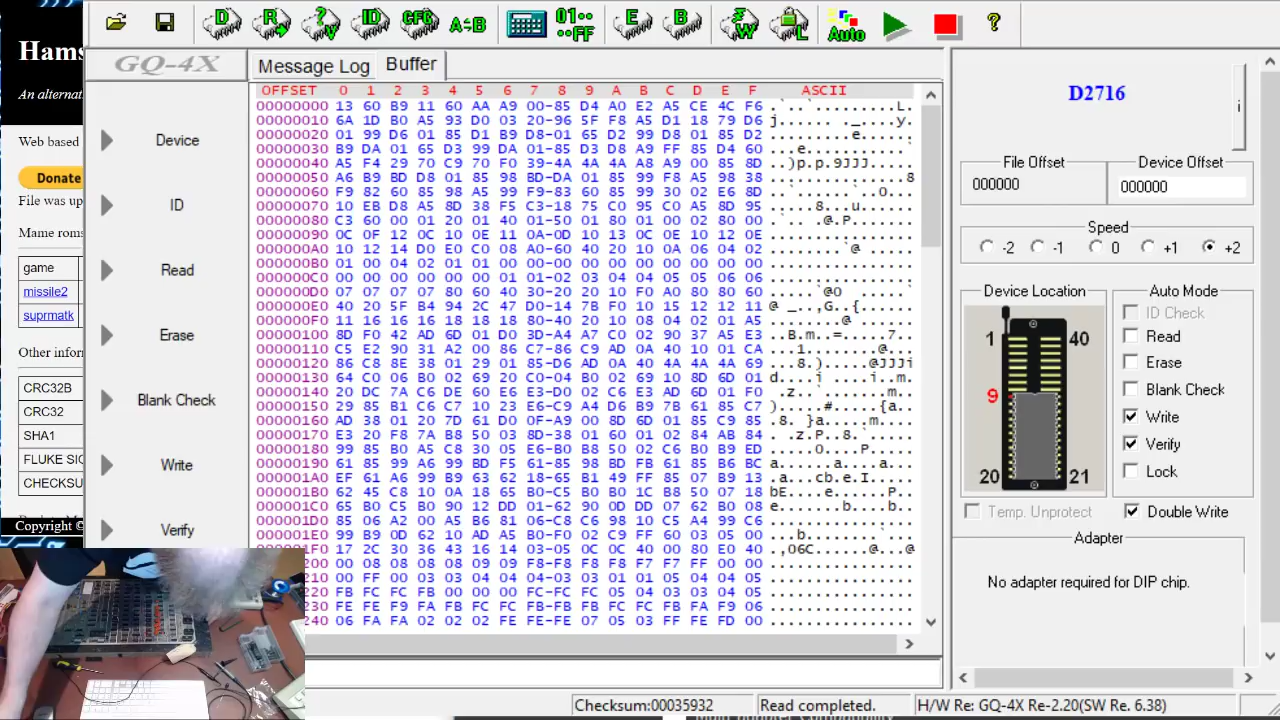 Hams
An alternat
Web based
Donate
File was up
Mame roms
game
missile2
suprmatk
Other infor
CRC32B
CRC32
SHA1
FLUKE SIG
CHECKSUM
Copyright ©
D R ?V ID CFG A=B 01·· ··FF E B W L Auto ?
GQ-4X
Message Log Buffer
Device
ID
Read
Erase
Blank Check
Write
Verify
OFFSET 0 1 2 3 4 5 6 7 8 9 A B C D E F ASCII
00000000 13 60 B9 11 60 AA A9 00-85 D4 A0 E2 A5 CE 4C F6
00000010 6A 1D B0 A5 93 D0 03 20-96 5F F8 A5 D1 18 79 D6
00000020 01 99 D6 01 85 D1 B9 D8-01 65 D2 99 D8 01 85 D2
00000030 B9 DA 01 65 D3 99 DA 01-85 D3 D8 A9 FF 85 D4 60
00000040 A5 F4 29 70 C9 70 F0 39-4A 4A 4A A8 A9 00 85 8D
00000050 A6 B9 BD D8 01 85 98 BD-DA 01 85 99 F8 A5 98 38
00000060 F9 82 60 85 98 A5 99 F9-83 60 85 99 30 02 E6 8D
00000070 10 EB D8 A5 8D 38 F5 C3-18 75 C0 95 C0 A5 8D 95
00000080 C3 60 00 01 20 01 40 01-50 01 80 01 00 02 80 00
00000090 0C 0F 12 0C 10 0E 11 0A-0D 10 13 0C 0E 10 12 0E
000000A0 10 12 14 D0 E0 C0 08 A0-60 40 20 10 0A 06 04 02
000000B0 01 00 04 02 01 01 00 00-00 00 00 00 00 00 00 00
000000C0 00 00 00 00 00 00 01 01-02 03 04 04 05 05 06 06
000000D0 07 07 07 07 80 60 40 30-20 20 10 F0 A0 80 80 60
000000E0 40 20 5F B4 94 2C 47 D0-14 7B F0 10 15 12 12 11
000000F0 11 16 16 16 18 18 18 80-40 20 10 08 04 02 01 A5
00000100 8D F0 42 AD 6D 01 D0 3D-A4 A7 C0 02 90 37 A5 E3
00000110 C5 E2 90 31 A2 00 86 C7-86 C9 AD 0A 40 10 01 CA
00000120 86 C8 8E 38 01 29 01 85-D6 AD 0A 40 4A 4A 4A 69
00000130 64 C0 06 B0 02 69 20 C0-04 B0 02 69 10 8D 6D 01
00000140 20 DC 7A C6 DE 60 E6 E3-D0 02 C6 E3 AD 6D 01 F0
00000150 29 85 B1 C6 C7 10 23 E6-C9 A4 D6 B9 7B 61 85 C7
00000160 AD 38 01 20 7D 61 D0 0F-A9 00 8D 6D 01 85 C9 85
00000170 E3 20 F8 7A B8 50 03 8D-38 01 60 01 02 84 AB 84
00000180 99 85 B0 A5 C8 30 05 E6-B0 B8 50 02 C6 B0 B9 ED
00000190 61 85 99 A6 99 BD F5 61-85 98 BD FB 61 85 B6 BC
000001A0 EF 61 A6 99 B9 63 62 18-65 B1 49 FF 85 07 B9 13
000001B0 62 45 C8 10 0A 18 65 B0-C5 B0 B0 1C B8 50 07 18
000001C0 65 B0 C5 B0 90 12 DD 01-62 90 0D DD 07 62 B0 08
000001D0 85 06 A2 00 A5 B6 81 06-C8 C6 98 10 C5 A4 99 C6
000001E0 99 B9 0D 62 10 AD A5 B0-F0 02 C9 FF 60 03 05 00
000001F0 17 2C 30 36 43 16 14 03-05 0C 0C 40 00 80 E0 40
200 00 08 08 08 09 09 F8-F8 F8 F8 F7 F7 FF 00 00
210 00 FF 00 03 03 04 04 04-03 03 01 01 05 04 04 05
220 FB FC FC FB 00 00 00 FC-FC 05 04 03 03 04 05
230 FE FE F9 FA FB FC FC FB-FB FC FC FB FB FA F9 06
240 06 FA FA 02 02 02 FE FE-FE 07 05 03 FF FE FD 00
D2716
i
File Offset
000000
Device Offset
000000
Speed
-2 -1 0 +1 +2
Device Location
1 40
9
20 21
Auto Mode
ID Check
Read
Erase
Blank Check
Write
Verify
Lock
Temp. Unprotect
Double Write
Adapter
No adapter required for DIP chip.
Checksum:00035932 Read completed. H/W Re: GQ-4X Re-2.20(SW Re. 6.38)